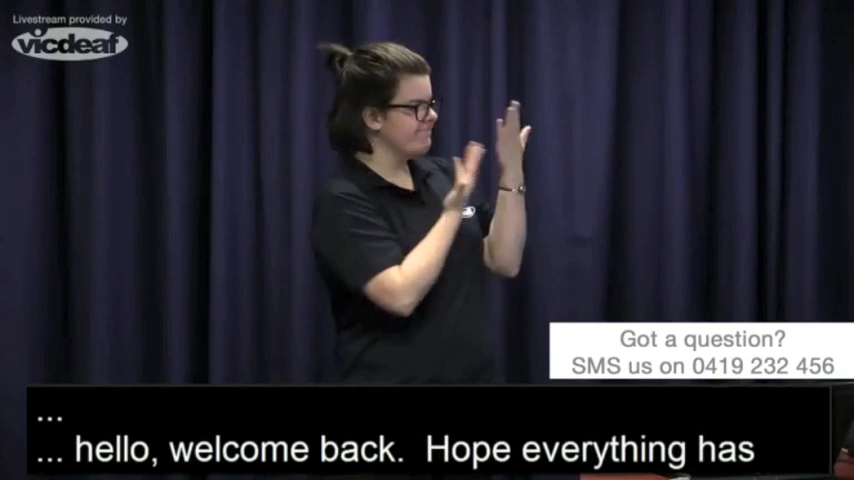 Livestream provided by
vicdeaf
Got a question?
SMS us on 0419 232 456
...
... hello, welcome back.  Hope everything has